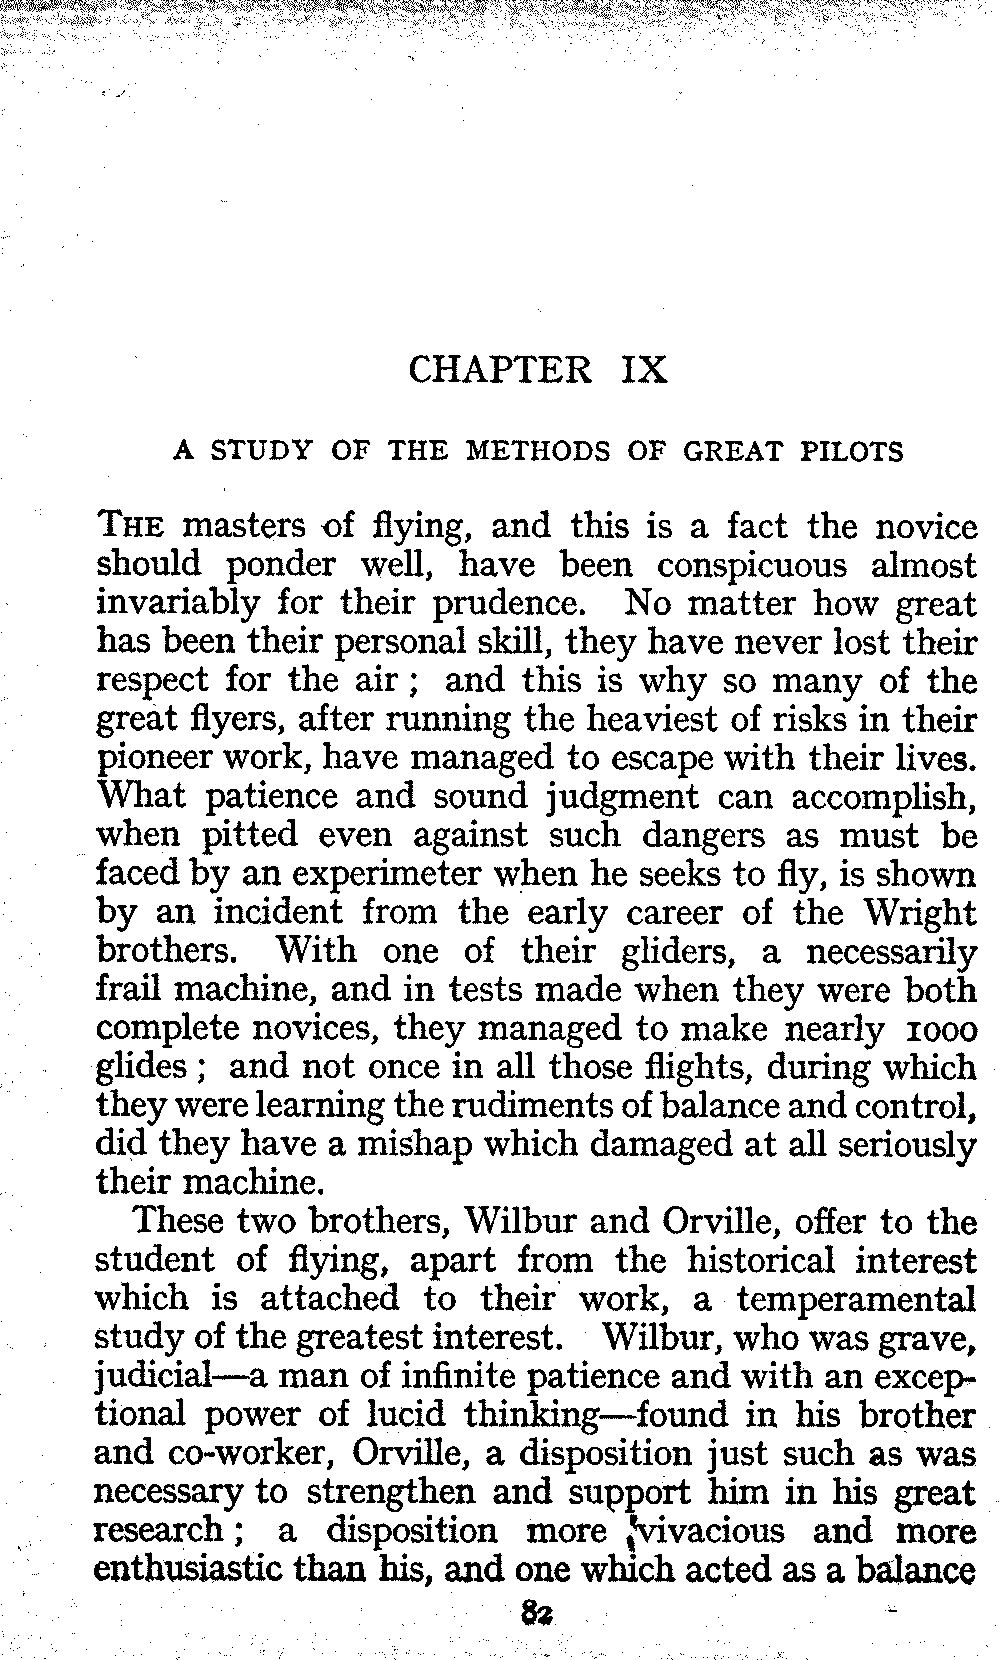 CHAPTER IX
A STUDY OF THE METHODS OF GREAT PILOTS
THE masters of flying, and this is a fact the novice
should ponder well, have been conspicuous almost
invariably for their prudence. No matter how great
has been their personal skill, they have never lost their
respect for the air ; and this is why so many of the
great flyers, after running the heaviest of risks in their
pioneer work, have managed to escape with their lives.
What patience and sound judgment can accomplish,
when pitted even against such dangers as must be
faced by an experimeter when he seeks to fly, is shown
by an incident from the early career of the Wright
brothers. With one of their gliders, a necessarily
frail machine, and in tests made when they were both
complete novices, they managed to make nearly 1000
glides ; and not once in all those flights, during which
they were learning the rudiments of balance and control,
did they have a mishap which damaged at all seriously
their machine.
These two brothers, Wilbur and Orville, offer to the
student of flying, apart from the historical interest
which is attached to their work, a temperamental
study of the greatest interest. Wilbur, who was grave,
judicial—a man of infinite patience and with an excep-
tional power of lucid thinking—found in his brother
and co-worker, Orville, a disposition just such as was
necessary to strengthen and support him in his great
research ; a disposition more vivacious and more
enthusiastic than his, and one which acted as a balance
82